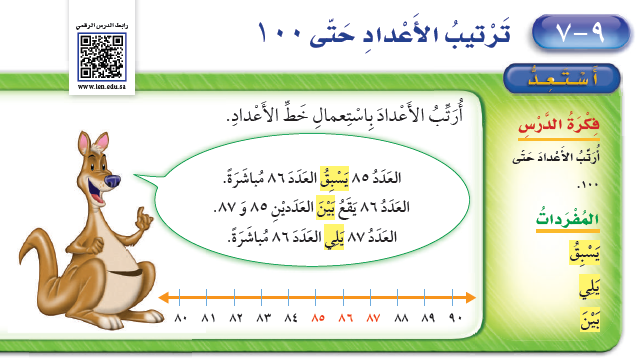 ٩-٧
تَرْتيبُ الأَعْدادِ حَتّى ١٠٠
رابط الدرس الرقمي
www.ien.edu.sa
أَسْتَعِدُّ
فِكْرَةُ الدَّرْسِ
أُرَتِّبُ الأَعْدادَ حَتّى
١٠٠.
المُفْرَداتُ
يَسْبِقُ
يَلِي
بَيْنَ
أُرَتِّبُ الأَعْدادَ بِاسْتِعمالِ خَطِّ الأَعْدادِ.
العَدَدُ ٨٥ يَسْبِقُ العَدَدَ ٨٦ مُباشَرَةً.
العَدَدُ ٨٦ يَقَعُ بَيْنَ العَدَديْنِ ٨٥ وَ ٨٧.
العَدَدُ ٨٧ يَلِي العَدَدَ ٨٦ مُباشَرَةً.
٨٠ ٨١ ٨٢ ٨٣ ٨٤ ٨٥ ٨٦ ٨٧ ٨٨ ٨٩ ٩٠